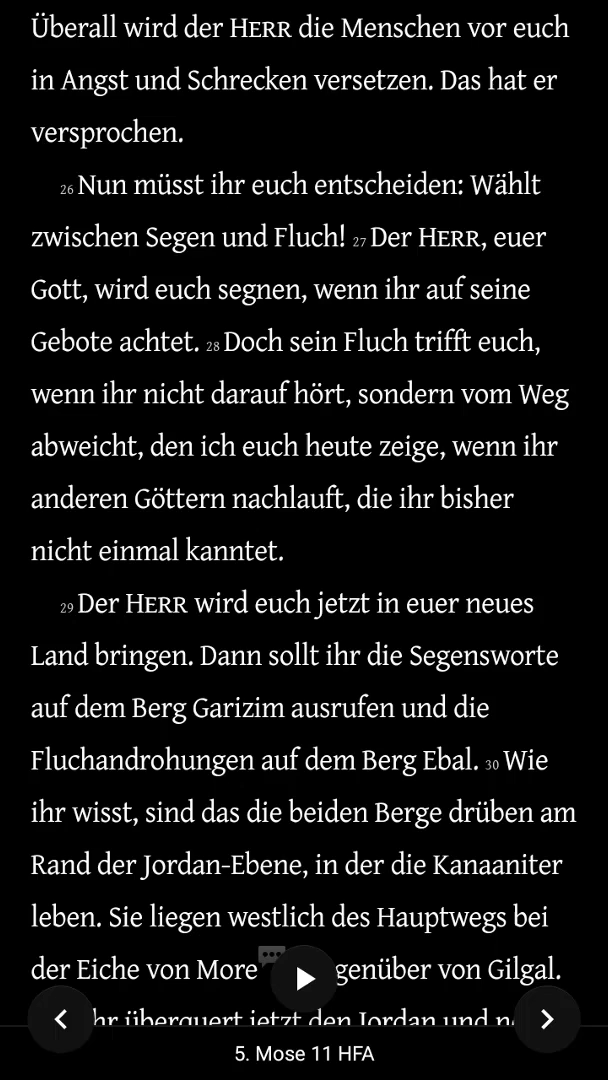 Überall wird der HERR die Menschen vor euch
in Angst und Schrecken versetzen. Das hat er
versprochen.
26 Nun müsst ihr euch entscheiden: Wählt
zwischen Segen und Fluch! 27 Der HERR, euer
Gott, wird euch segnen, wenn ihr auf seine
Gebote achtet. 28 Doch sein Fluch trifft euch,
wenn ihr nicht darauf hört, sondern vom Weg
abweicht, den ich euch heute zeige, wenn ihr
anderen Göttern nachlauft, die ihr bisher
nicht einmal kanntet.
29 Der HERR wird euch jetzt in euer neues
Land bringen. Dann sollt ihr die Segensworte
auf dem Berg Garizim ausrufen und die
Fluchandrohungen auf dem Berg Ebal. 30 Wie
ihr wisst, sind das die beiden Berge drüben am
Rand der Jordan-Ebene, in der die Kanaaniter
leben. Sie liegen westlich des Hauptwegs bei
der Eiche von More genüber von Gilgal.
hr überquert jetzt den Jordan und
5. Mose 11 HFA